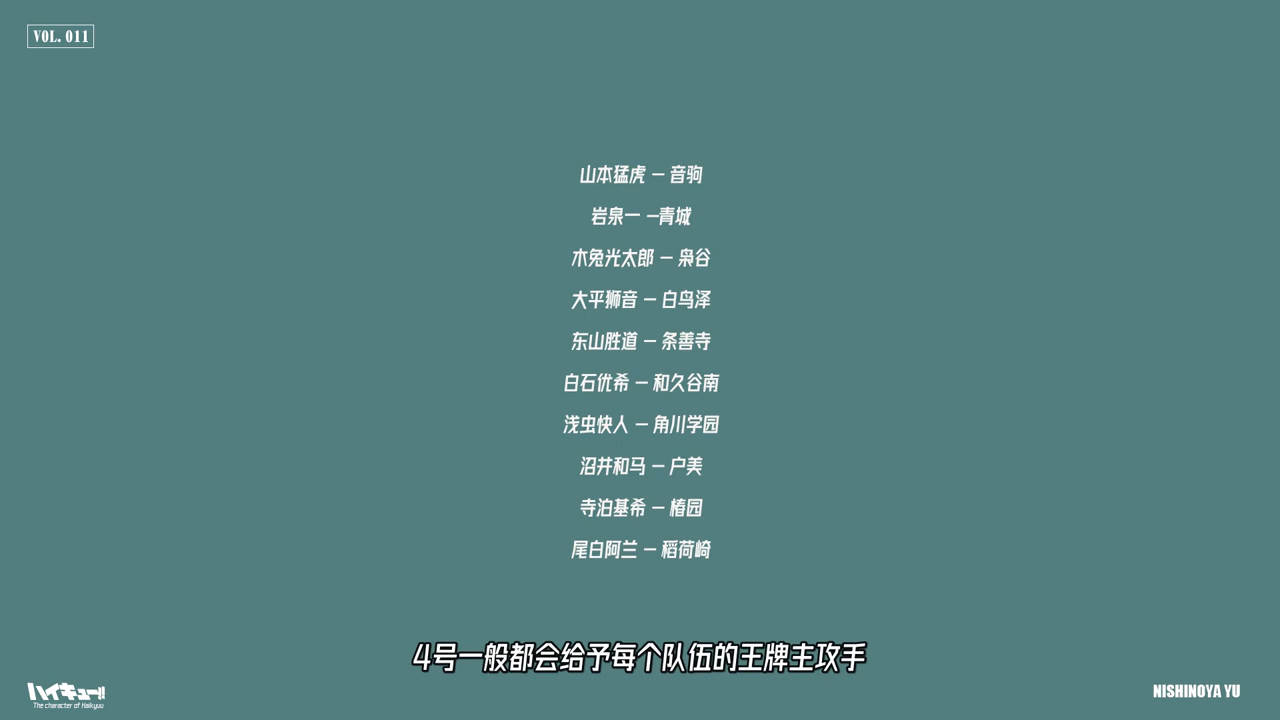 VOL. 011
山本猛虎 — 音驹
岩泉一 —青城
木兔光太郎 — 枭谷
大平狮音 — 白鸟泽
东山胜道 — 条善寺
白石优希 — 和久谷南
浅虫快人 — 角川学园
沼井和马 — 户美
寺泊基希 — 椿园
尾白阿兰 — 稻荷崎
4号一般都会给予每个队伍的王牌主攻手
ハイキュー!!
The character of Haikyuu
NISHINOYA YU